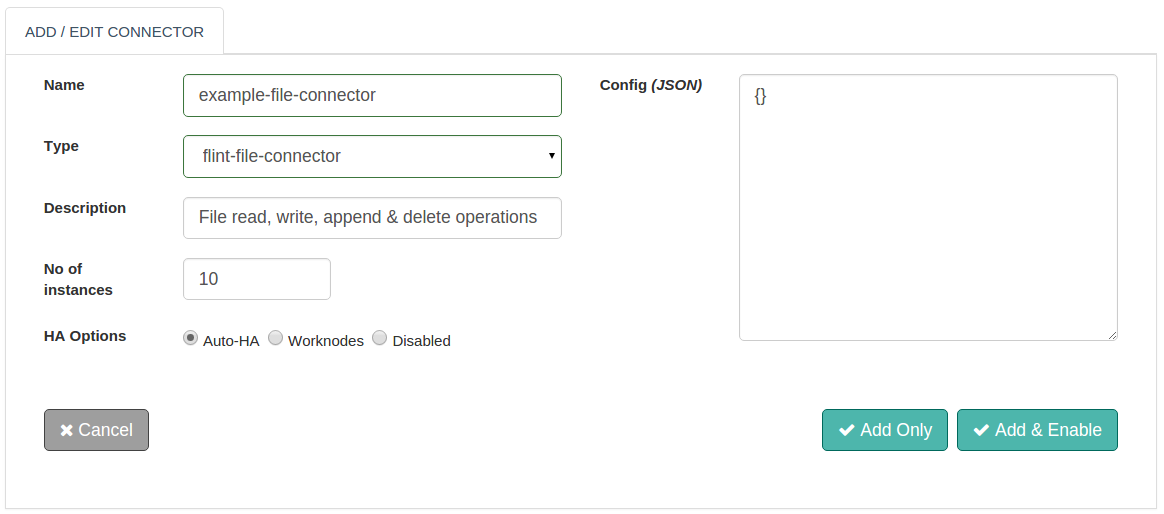 ADD / EDIT CONNECTOR
Name
example-file-connector
Type
flint-file-connector
Description
File read, write, append & delete operations
No of
instances
10
HA Options
Auto-HA Worknodes Disabled
Config (JSON)
{}
Cancel
Add Only
Add & Enable